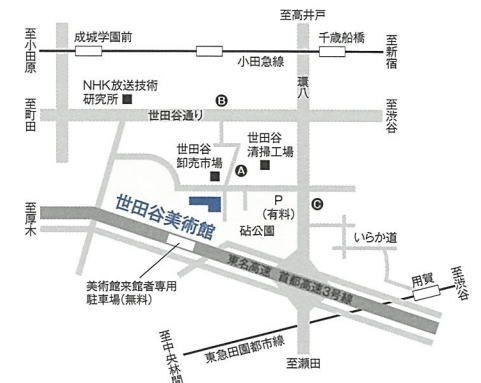 至高井戸
至小田原
成城学園前
千歳船橋
至新宿
小田急線
環八
NHK放送技術
研究所
B
至町田
世田谷通り
至渋谷
世田谷
卸売市場
世田谷
清掃工場
A
世田谷美術館
P
(有料)
C
砧公園
至厚木
いらか道
美術館来館者専用
駐車場(無料)
東名高速 首都高速3号線
用賀
至渋谷
東急田園都市線
至中央林間
至瀬田